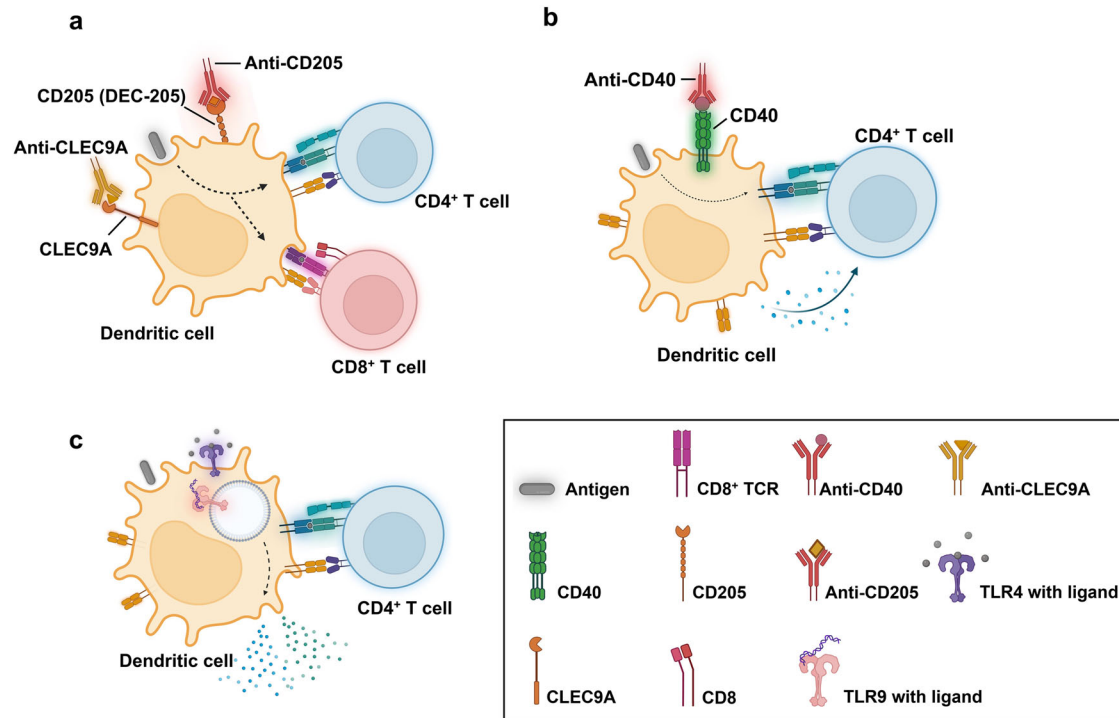 a
Anti-CD205
CD205 (DEC-205)
Anti-CLEC9A
CLEC9A
CD4⁺ T cell
Dendritic cell
CD8⁺ T cell
b
Anti-CD40
CD40
CD4⁺ T cell
Dendritic cell
c
CD4⁺ T cell
Dendritic cell
Antigen
CD8⁺ TCR
Anti-CD40
Anti-CLEC9A
CD40
CD205
Anti-CD205
TLR4 with ligand
CLEC9A
CD8
TLR9 with ligand